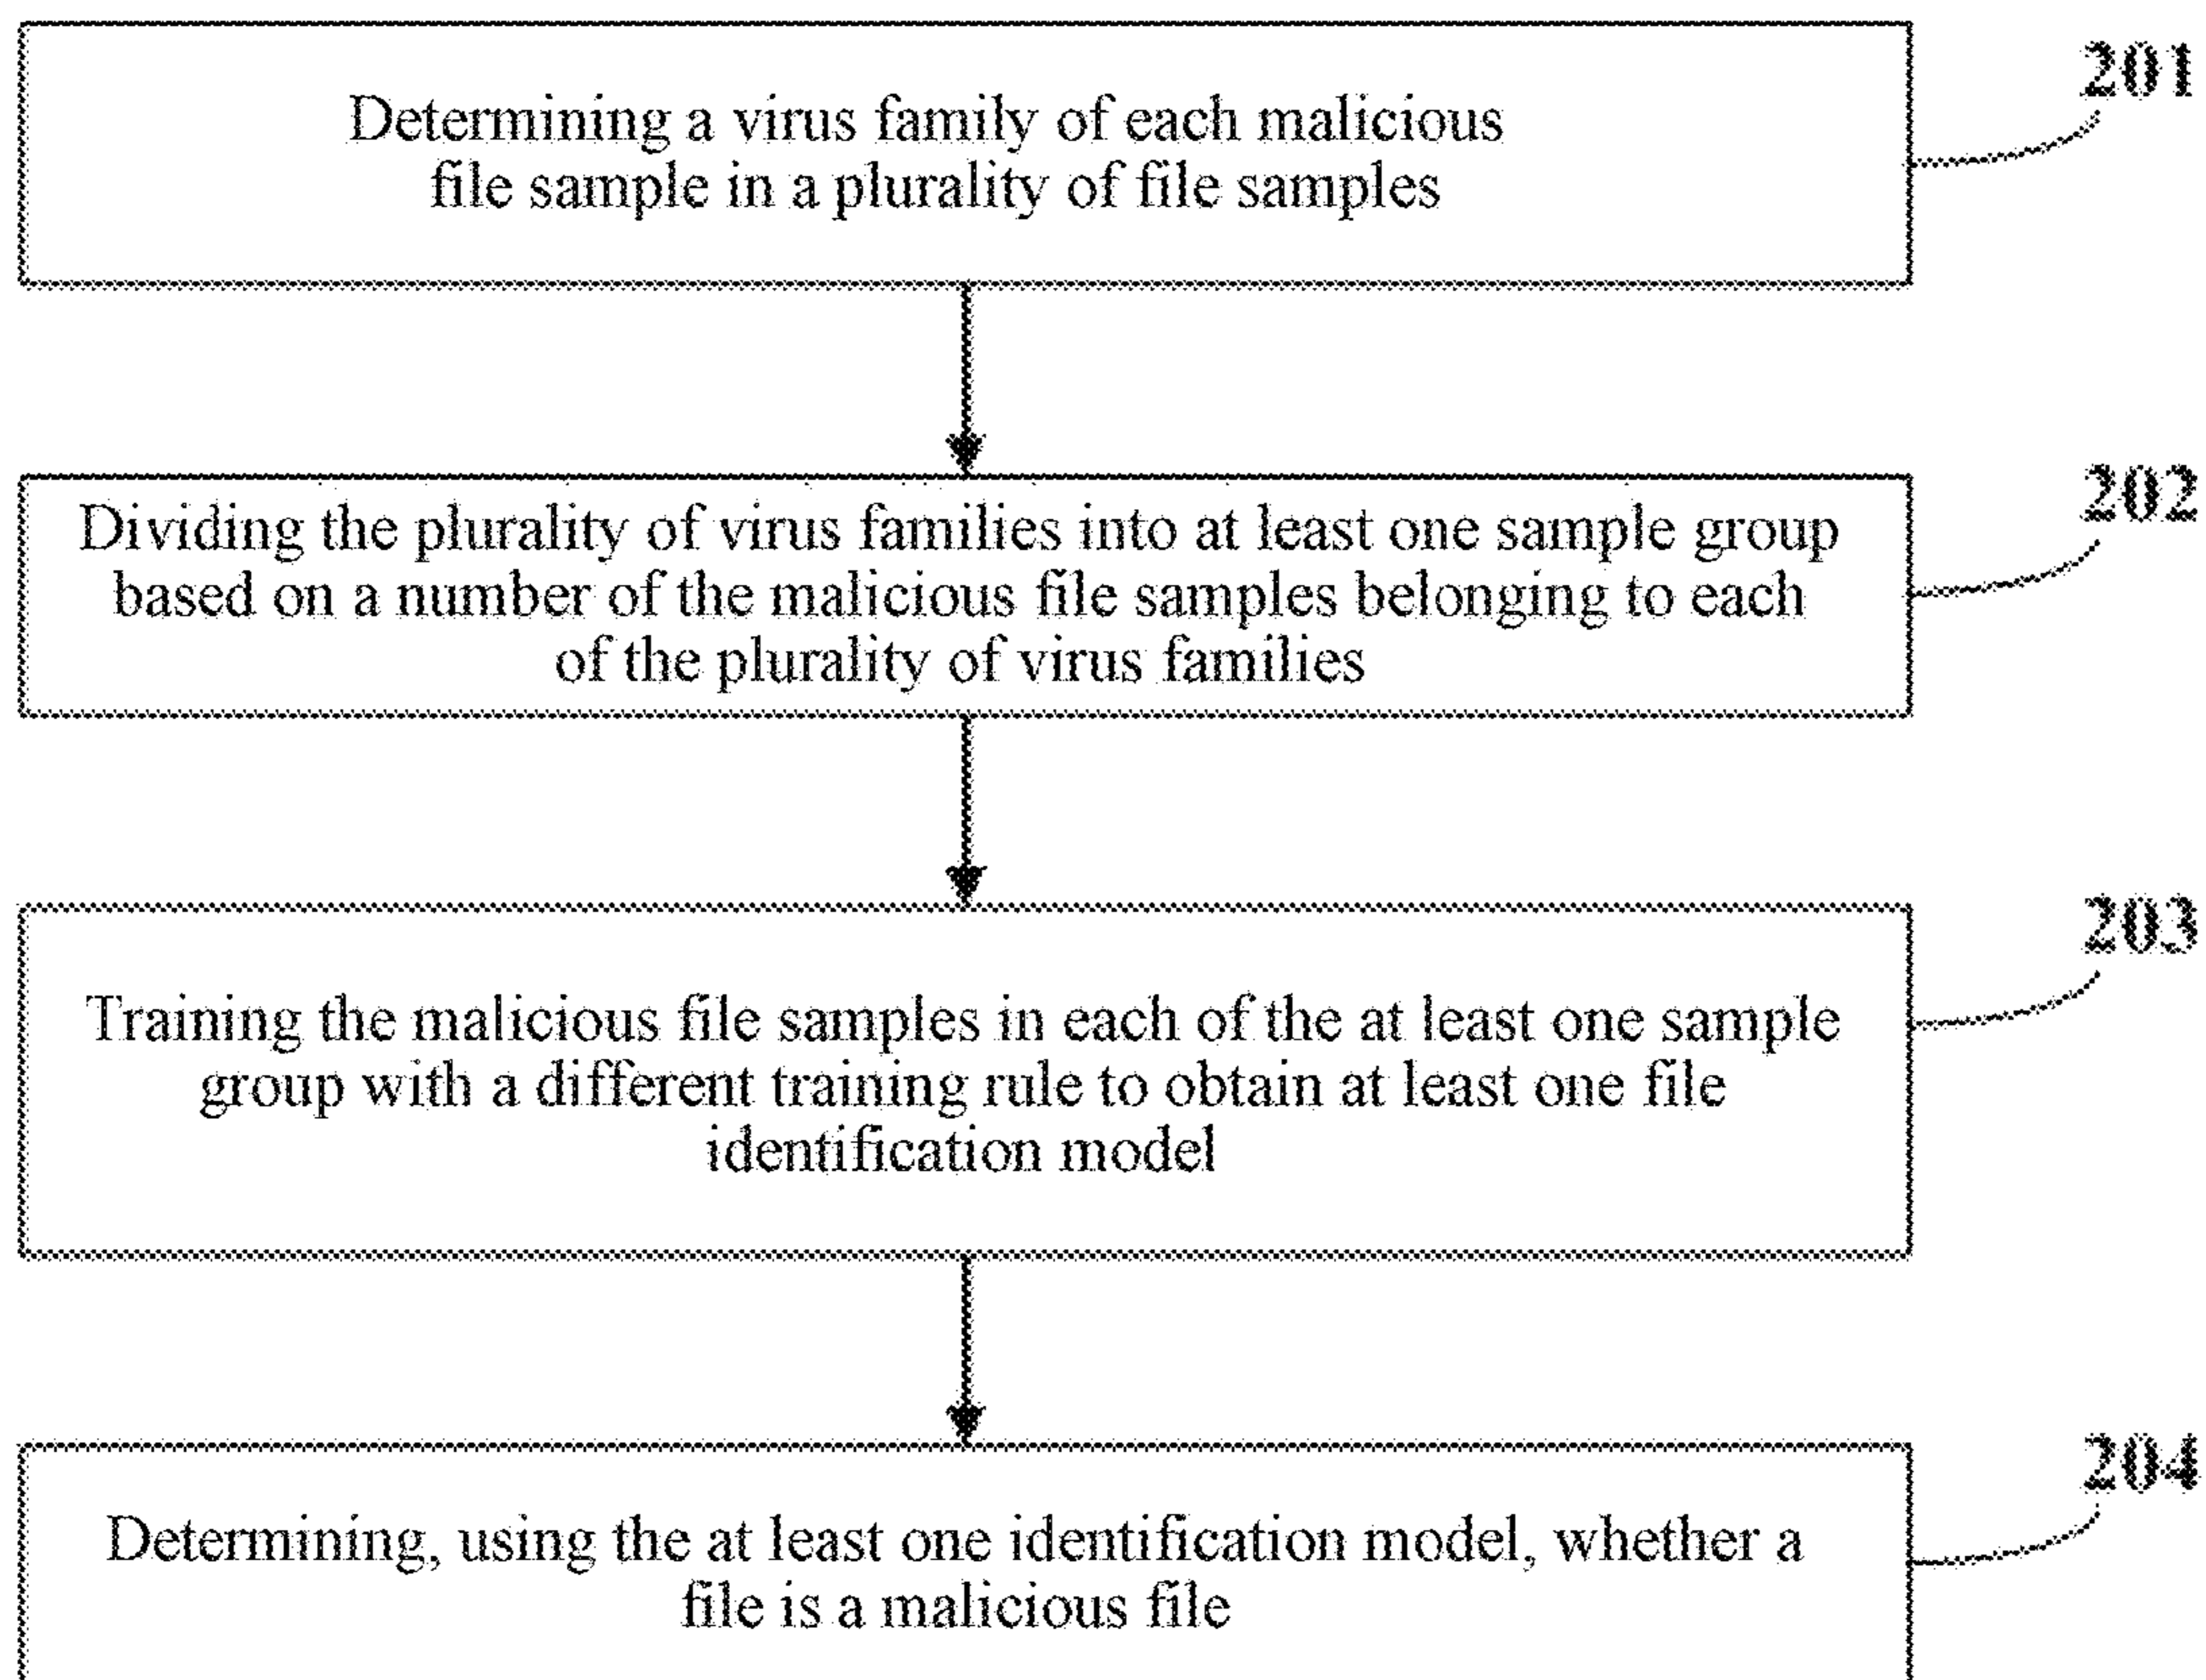 201
Determining a virus family of each malicious
file sample in a plurality of file samples
202
Dividing the plurality of virus families into at least one sample group
based on a number of the malicious file samples belonging to each
of the plurality of virus families
203
Training the malicious file samples in each of the at least one sample
group with a different training rule to obtain at least one file
identification model
204
Determining, using the at least one identification model, whether a
file is a malicious file